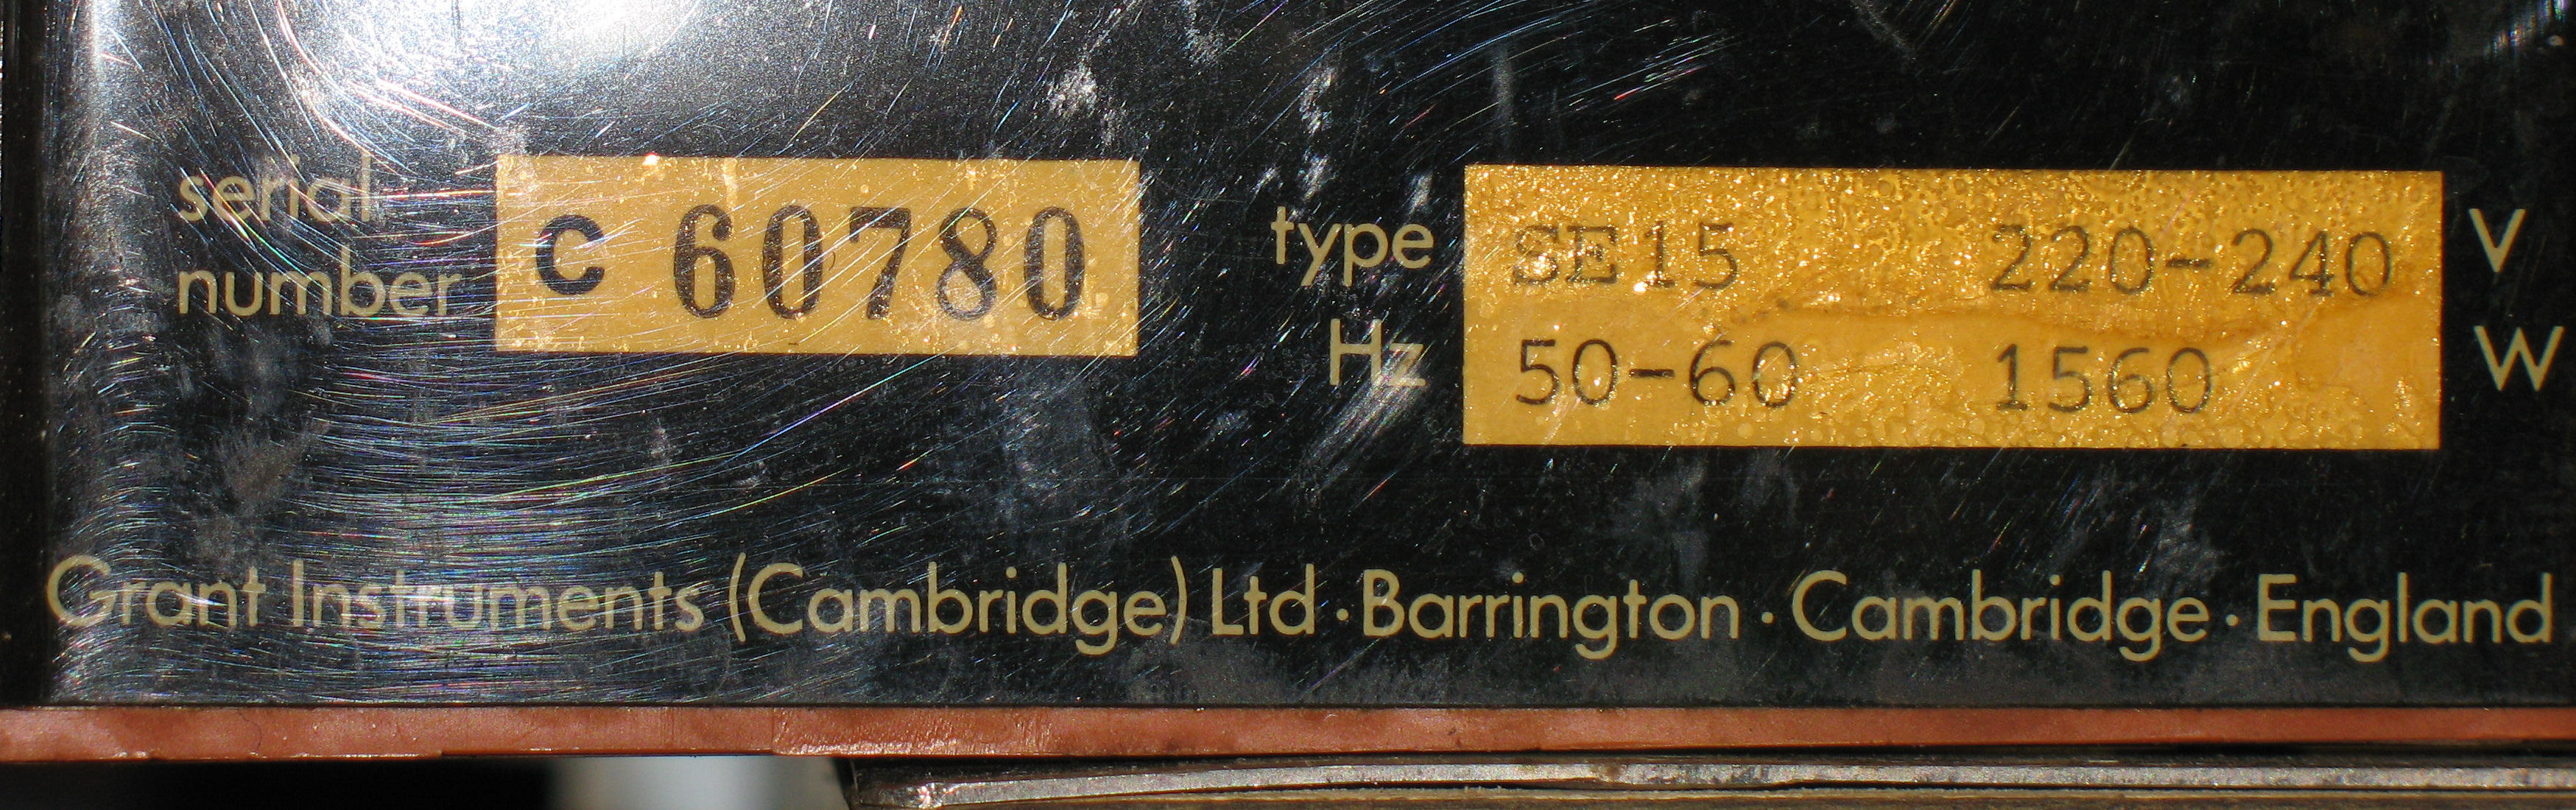 serial
number
C 60780
type SE15 220-240 V
Hz 50-60 1560 W
Grant Instruments (Cambridge) Ltd · Barrington · Cambridge · England